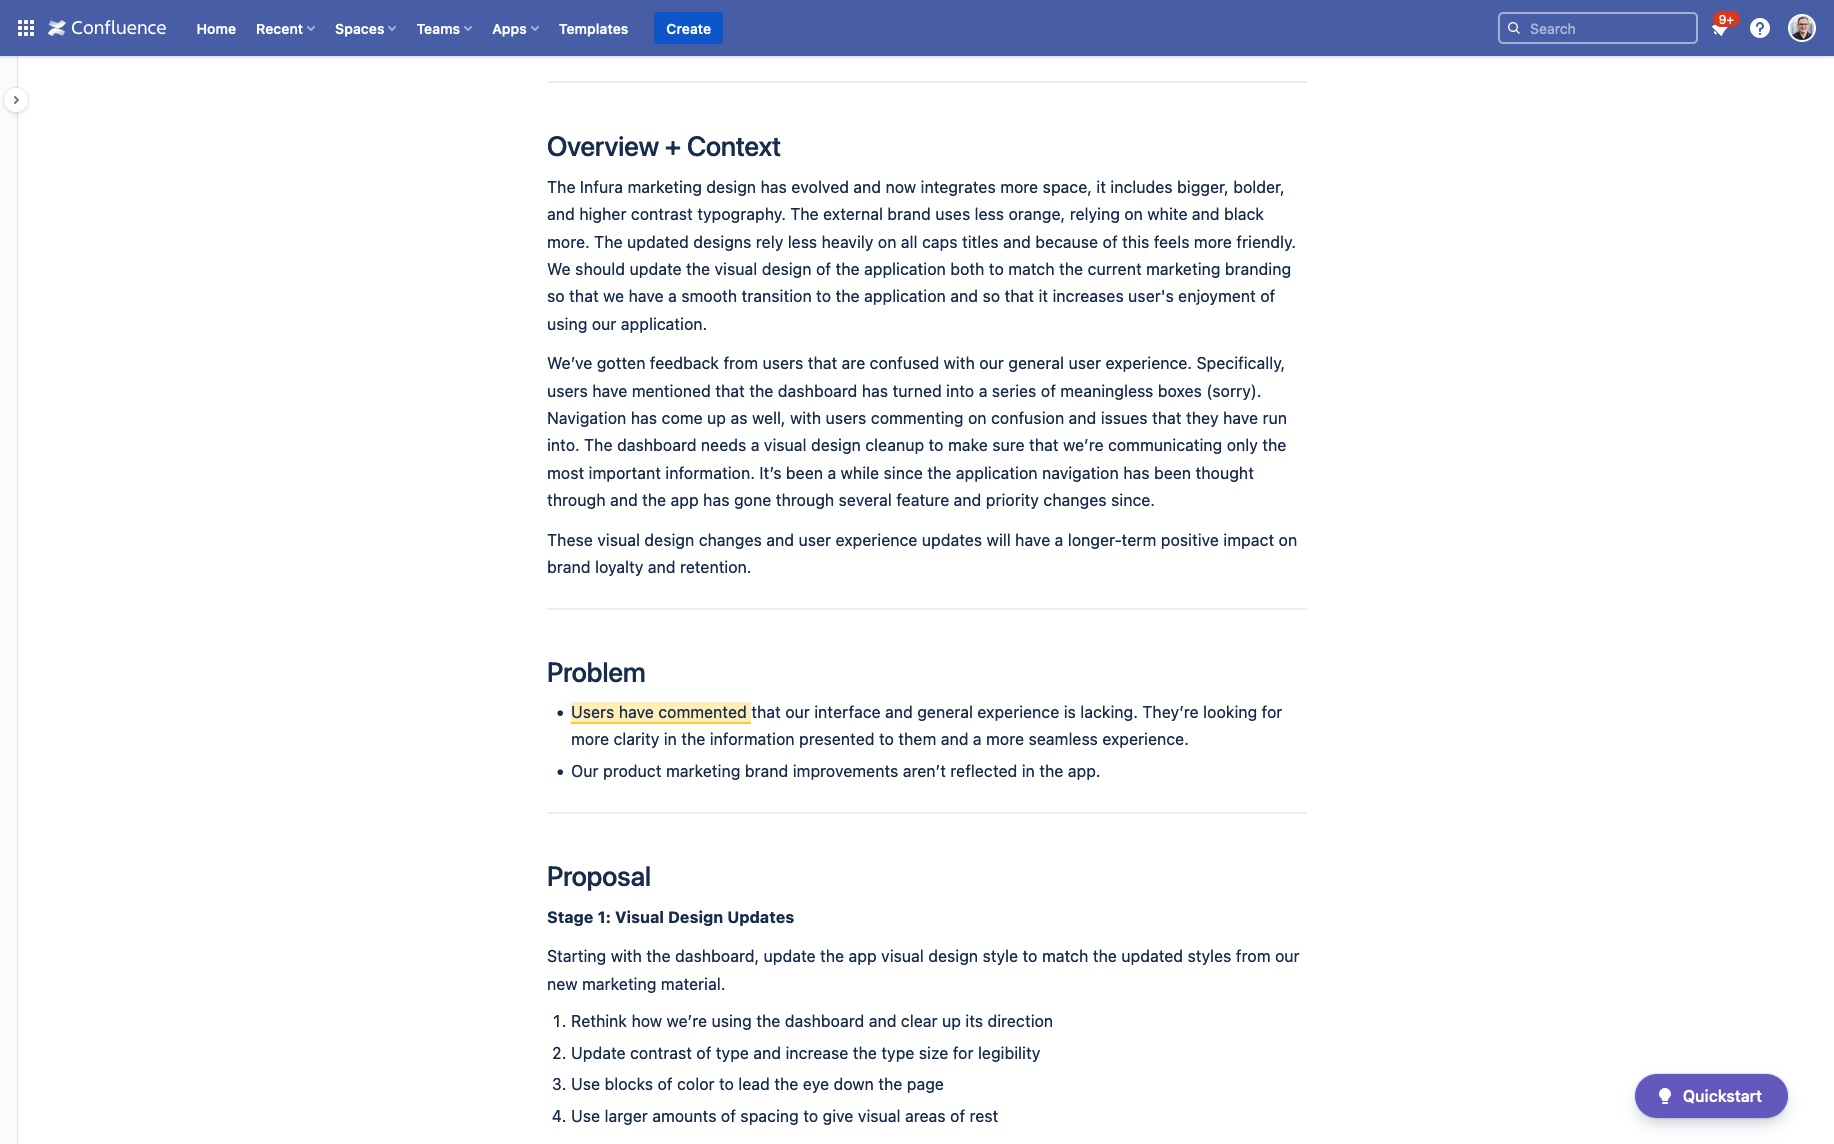 Confluence Home Recent Spaces Teams Apps Templates Create Search 9+
Overview + Context
The Infura marketing design has evolved and now integrates more space, it includes bigger, bolder,
and higher contrast typography. The external brand uses less orange, relying on white and black
more. The updated designs rely less heavily on all caps titles and because of this feels more friendly.
We should update the visual design of the application both to match the current marketing branding
so that we have a smooth transition to the application and so that it increases user's enjoyment of
using our application.
We’ve gotten feedback from users that are confused with our general user experience. Specifically,
users have mentioned that the dashboard has turned into a series of meaningless boxes (sorry).
Navigation has come up as well, with users commenting on confusion and issues that they have run
into. The dashboard needs a visual design cleanup to make sure that we’re communicating only the
most important information. It’s been a while since the application navigation has been thought
through and the app has gone through several feature and priority changes since.
These visual design changes and user experience updates will have a longer-term positive impact on
brand loyalty and retention.
Problem
• Users have commented that our interface and general experience is lacking. They’re looking for
more clarity in the information presented to them and a more seamless experience.
• Our product marketing brand improvements aren’t reflected in the app.
Proposal
Stage 1: Visual Design Updates
Starting with the dashboard, update the app visual design style to match the updated styles from our
new marketing material.
1. Rethink how we’re using the dashboard and clear up its direction
2. Update contrast of type and increase the type size for legibility
3. Use blocks of color to lead the eye down the page
4. Use larger amounts of spacing to give visual areas of rest
Quickstart